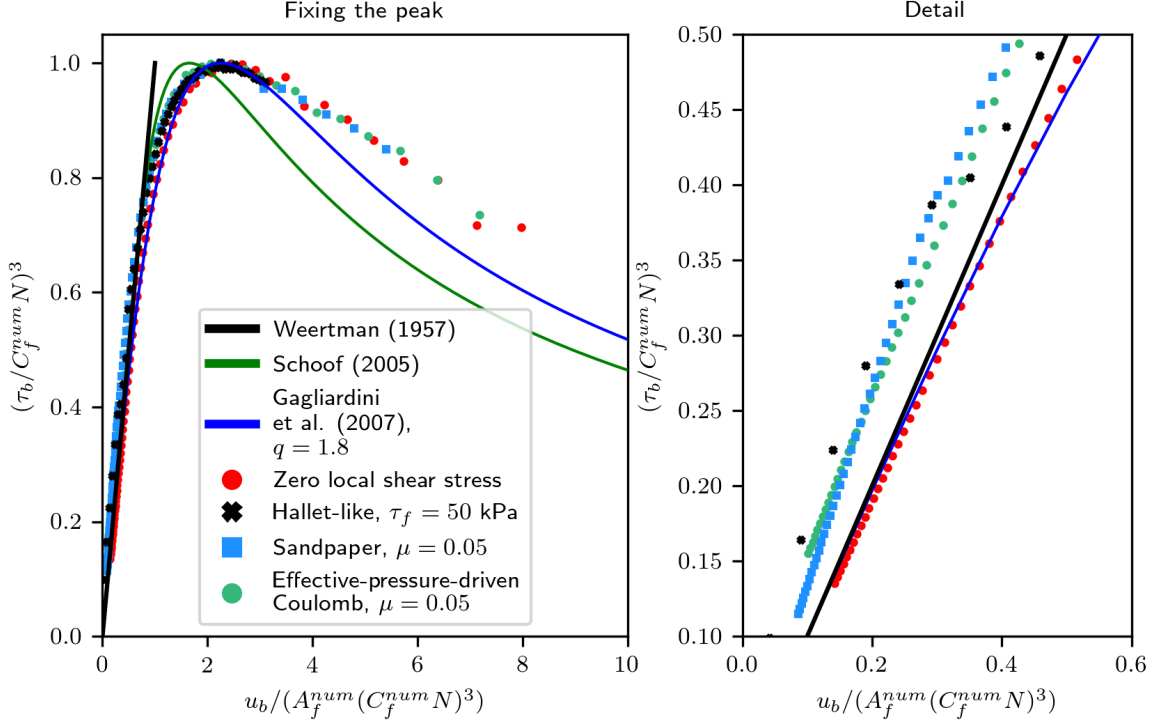 Fixing the peak
1.0
0.8
0.6
0.4
0.2
0.0
(τ_b/C_f^{num} N)^3
0
2
4
6
8
10
u_b/(A_f^{num}(C_f^{num} N)^3)
Weertman (1957)
Schoof (2005)
Gagliardini
et al. (2007),
q = 1.8
Zero local shear stress
Hallet-like, τ_f = 50 kPa
Sandpaper, μ = 0.05
Effective-pressure-driven
Coulomb, μ = 0.05
Detail
0.50
0.45
0.40
0.35
0.30
0.25
0.20
0.15
0.10
(τ_b/C_f^{num} N)^3
0.0
0.2
0.4
0.6
u_b/(A_f^{num}(C_f^{num} N)^3)